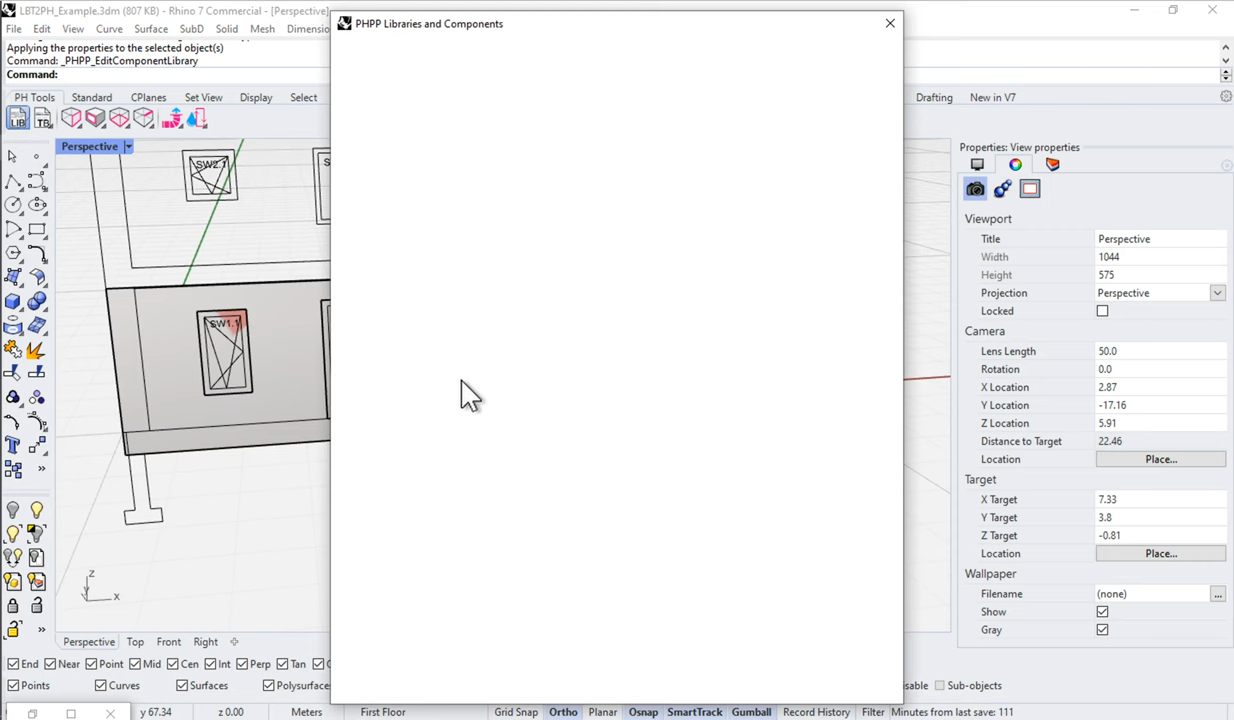 LBT2PH_Example.3dm (807 KB) - Rhino 7 Commercial - [Perspective]
PHPP Libraries and Components
File Edit View Curve Surface SubD Solid Mesh Dimension
Applying the properties to the selected object(s)
Command: _PHPP_EditComponentLibrary
Command:
PH Tools Standard CPlanes Set View Display Select Drafting New in V7
LIB TB
Perspective
Properties: View properties
SW2.1
S
SW1.1
Viewport
Title Perspective
Width 1044
Height 575
Projection Perspective
Locked
Camera
Lens Length 50.0
Rotation 0.0
X Location 2.87
Y Location -17.16
Z Location 5.91
Distance to Target 22.46
Location Place...
Target
X Target 7.33
Y Target 3.8
Z Target -0.81
Location Place...
Wallpaper
Filename (none) ...
Show
Gray
z
x
Perspective Top Front Right
End Near Point Mid Cen Int Perp Tan
Points Curves Surfaces Polysurfaces isable Sub-objects
y 67.34 z 0.00 Meters First Floor Grid Snap Ortho Planar Osnap SmartTrack Gumball Record History Filter Minutes from last save: 111